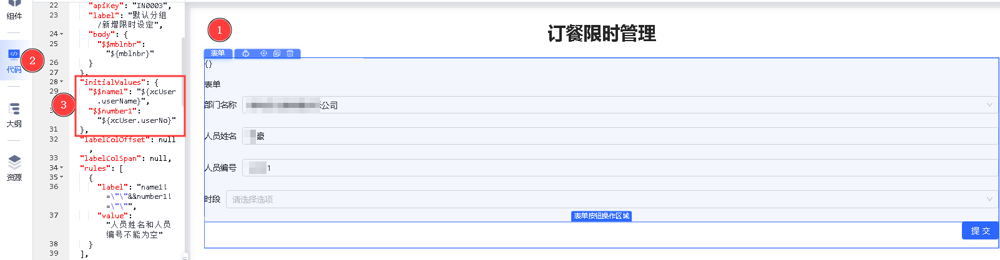 组件
代码
大纲
资源
22 "apiKey": "IN0003",
23 "label": "默认分组
/新增限时设定",
24 "body": {
25 "$$mblnbr":
"${mblnbr}"
26 }
27 },
28 "initialValues": {
29 "$$name1": "${xcUser
.userName}",
"$$number1":
"${xcUser.userNo}"
31 },
32 "labelColOffset": null
,
33 "labelColSpan": null,
34 "rules": [
35 {
36 "label": "name1!
=\"\"&&number1!
=\"\"",
37 "value":
"人员姓名和人员
编号不能为空"
38 }
39 ],
1
2
3
订餐限时管理
表单
{}
表单
部门名称 公司
人员姓名 豪
人员编号 1
时段 请选择选项
表单按钮操作区域
提 交